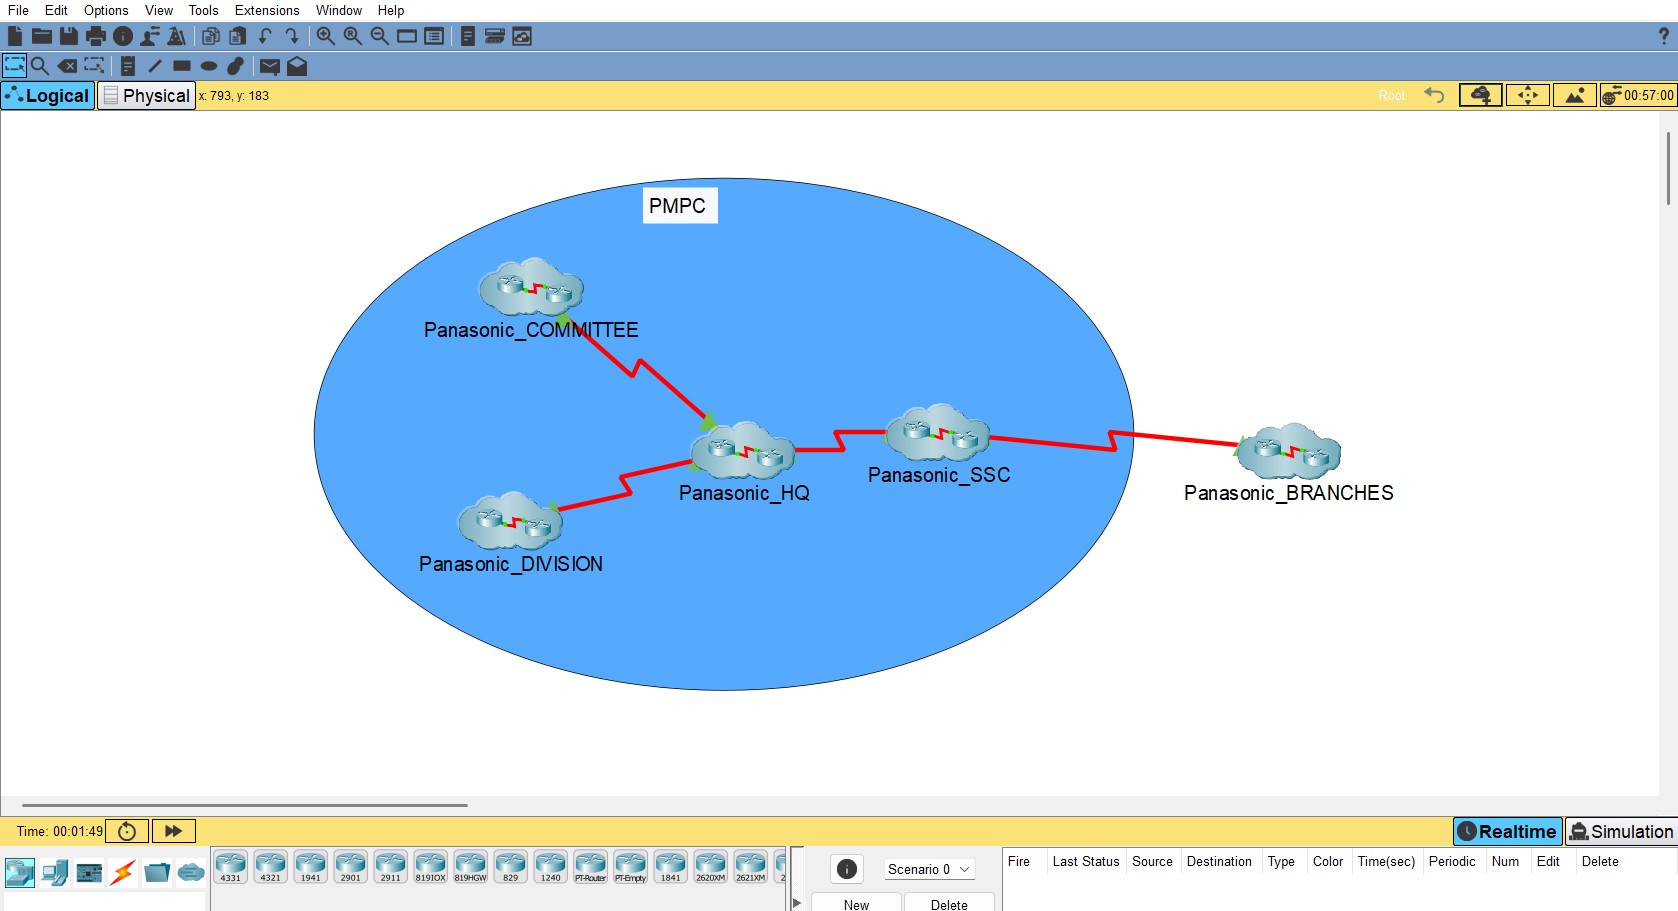 File Edit Options View Tools Extensions Window Help
?
Logical Physical x: 793, y: 183 Root 00:57:00
PMPC
Panasonic_COMMITTEE
Panasonic_SSC
Panasonic_HQ Panasonic_BRANCHES
Panasonic_DIVISION
Time: 00:01:49 Realtime Simulation
4331 4321 1941 2901 2911 819IOX 819HGW 829 1240 PT-Router PT-Empty 1841 2620XM 2621XM 2
Scenario 0
New Delete
Fire Last Status Source Destination Type Color Time(sec) Periodic Num Edit Delete